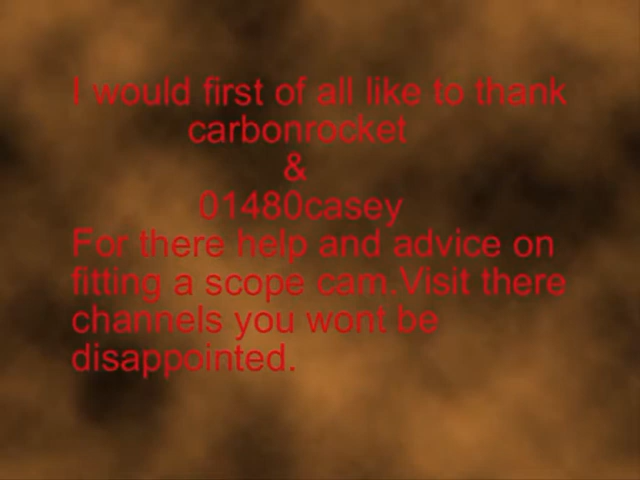 I would first of all like to thank
carbonrocket
&
01480casey
For there help and advice on
fitting a scope cam.Visit there
channels you wont be
disappointed.